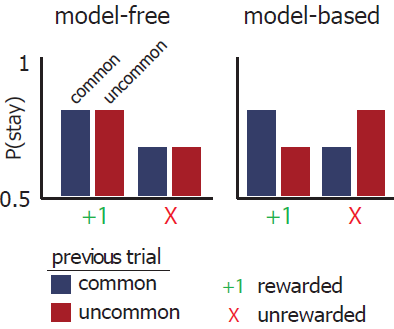 model-free
model-based
1
P(stay)
0.5
common
uncommon
+1
X
+1
X
previous trial
common
uncommon
+1 rewarded
X unrewarded